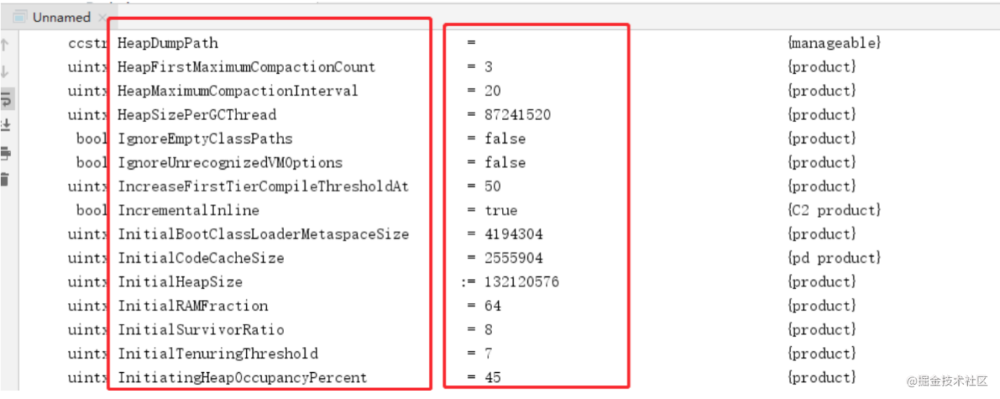 Unnamed
ccstr HeapDumpPath = {manageable}
uintx HeapFirstMaximumCompactionCount = 3 {product}
uintx HeapMaximumCompactionInterval = 20 {product}
uintx HeapSizePerGCThread = 87241520 {product}
bool IgnoreEmptyClassPaths = false {product}
bool IgnoreUnrecognizedVMOptions = false {product}
uintx IncreaseFirstTierCompileThresholdAt = 50 {product}
bool IncrementalInline = true {C2 product}
uintx InitialBootClassLoaderMetaspaceSize = 4194304 {product}
uintx InitialCodeCacheSize = 2555904 {pd product}
uintx InitialHeapSize := 132120576 {product}
uintx InitialRAMFraction = 64 {product}
uintx InitialSurvivorRatio = 8 {product}
uintx InitialTenuringThreshold = 7 {product}
uintx InitiatingHeapOccupancyPercent = 45 {product}
@掘金技术社区